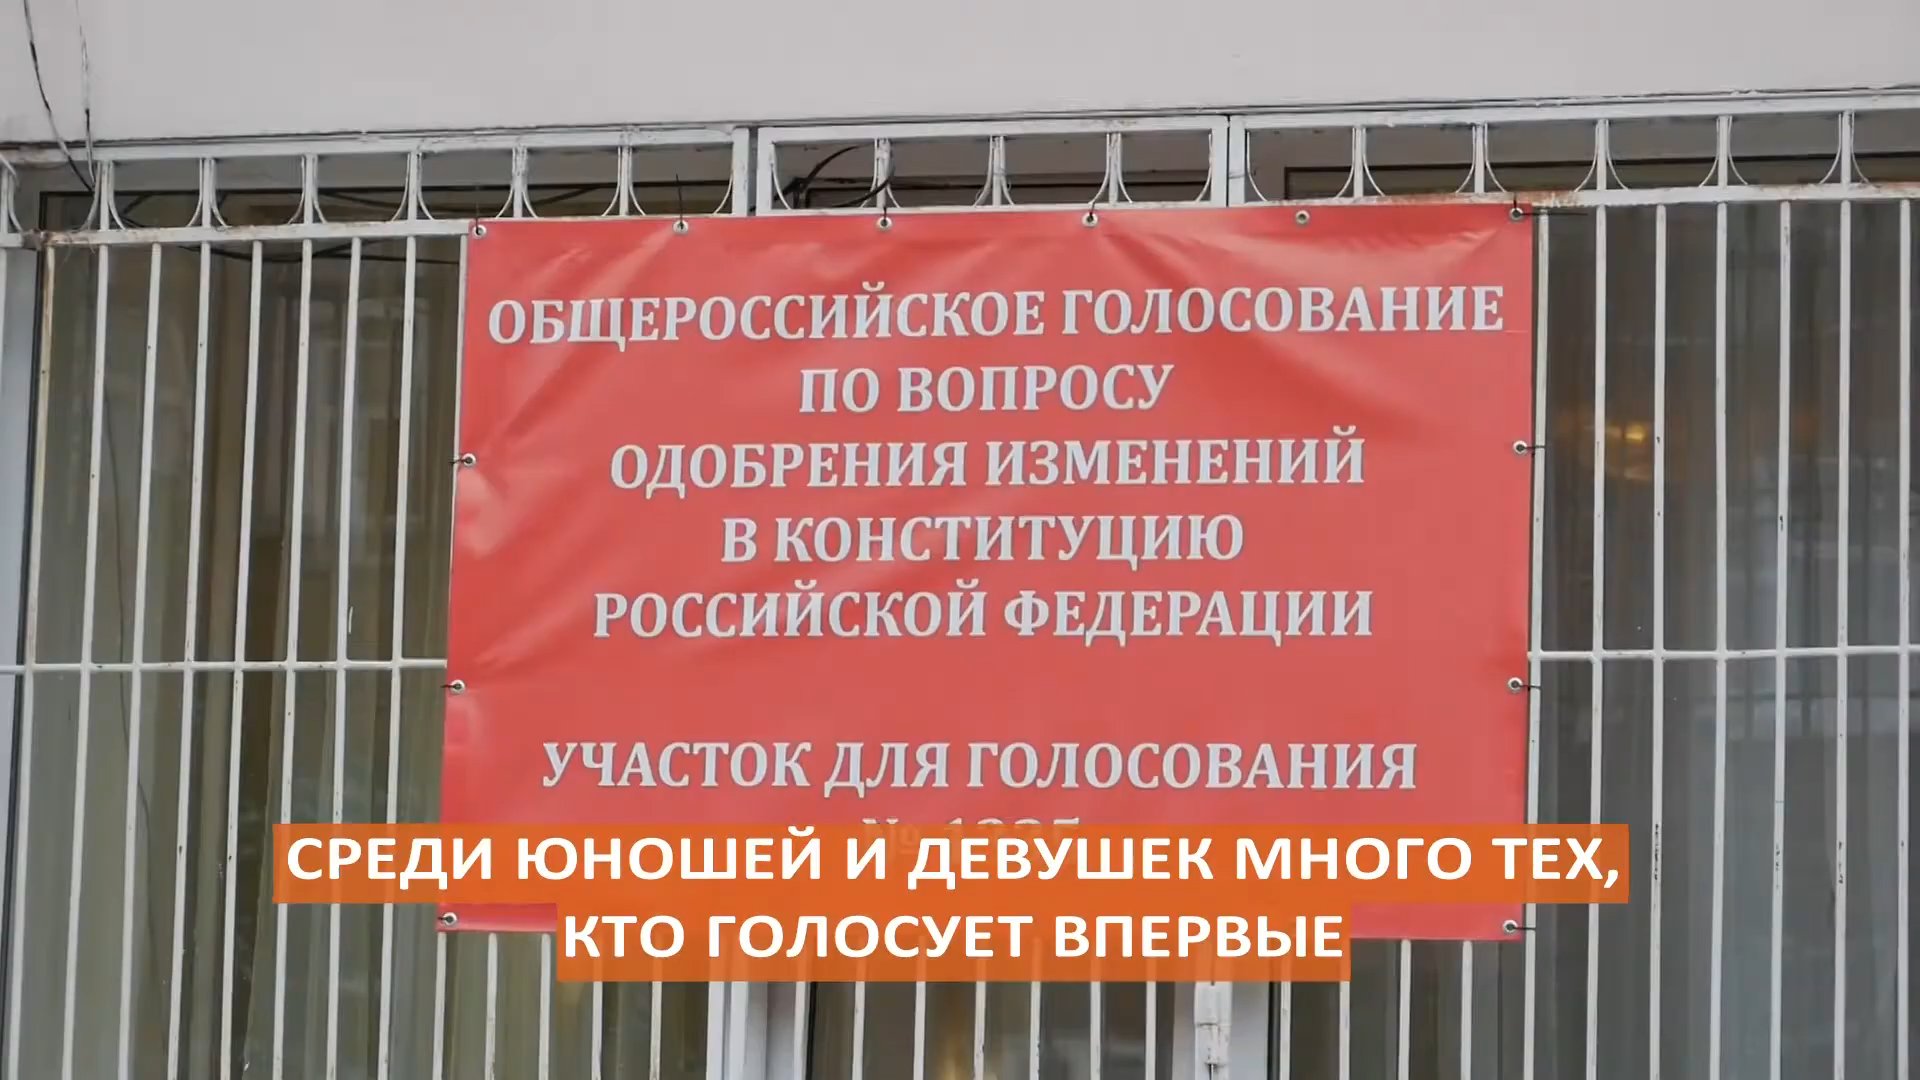 ОБЩЕРОССИЙСКОЕ ГОЛОСОВАНИЕ
ПО ВОПРОСУ
ОДОБРЕНИЯ ИЗМЕНЕНИЙ
В КОНСТИТУЦИЮ
РОССИЙСКОЙ ФЕДЕРАЦИИ
УЧАСТОК ДЛЯ ГОЛОСОВАНИЯ
№
СРЕДИ ЮНОШЕЙ И ДЕВУШЕК МНОГО ТЕХ,
КТО ГОЛОСУЕТ ВПЕРВЫЕ